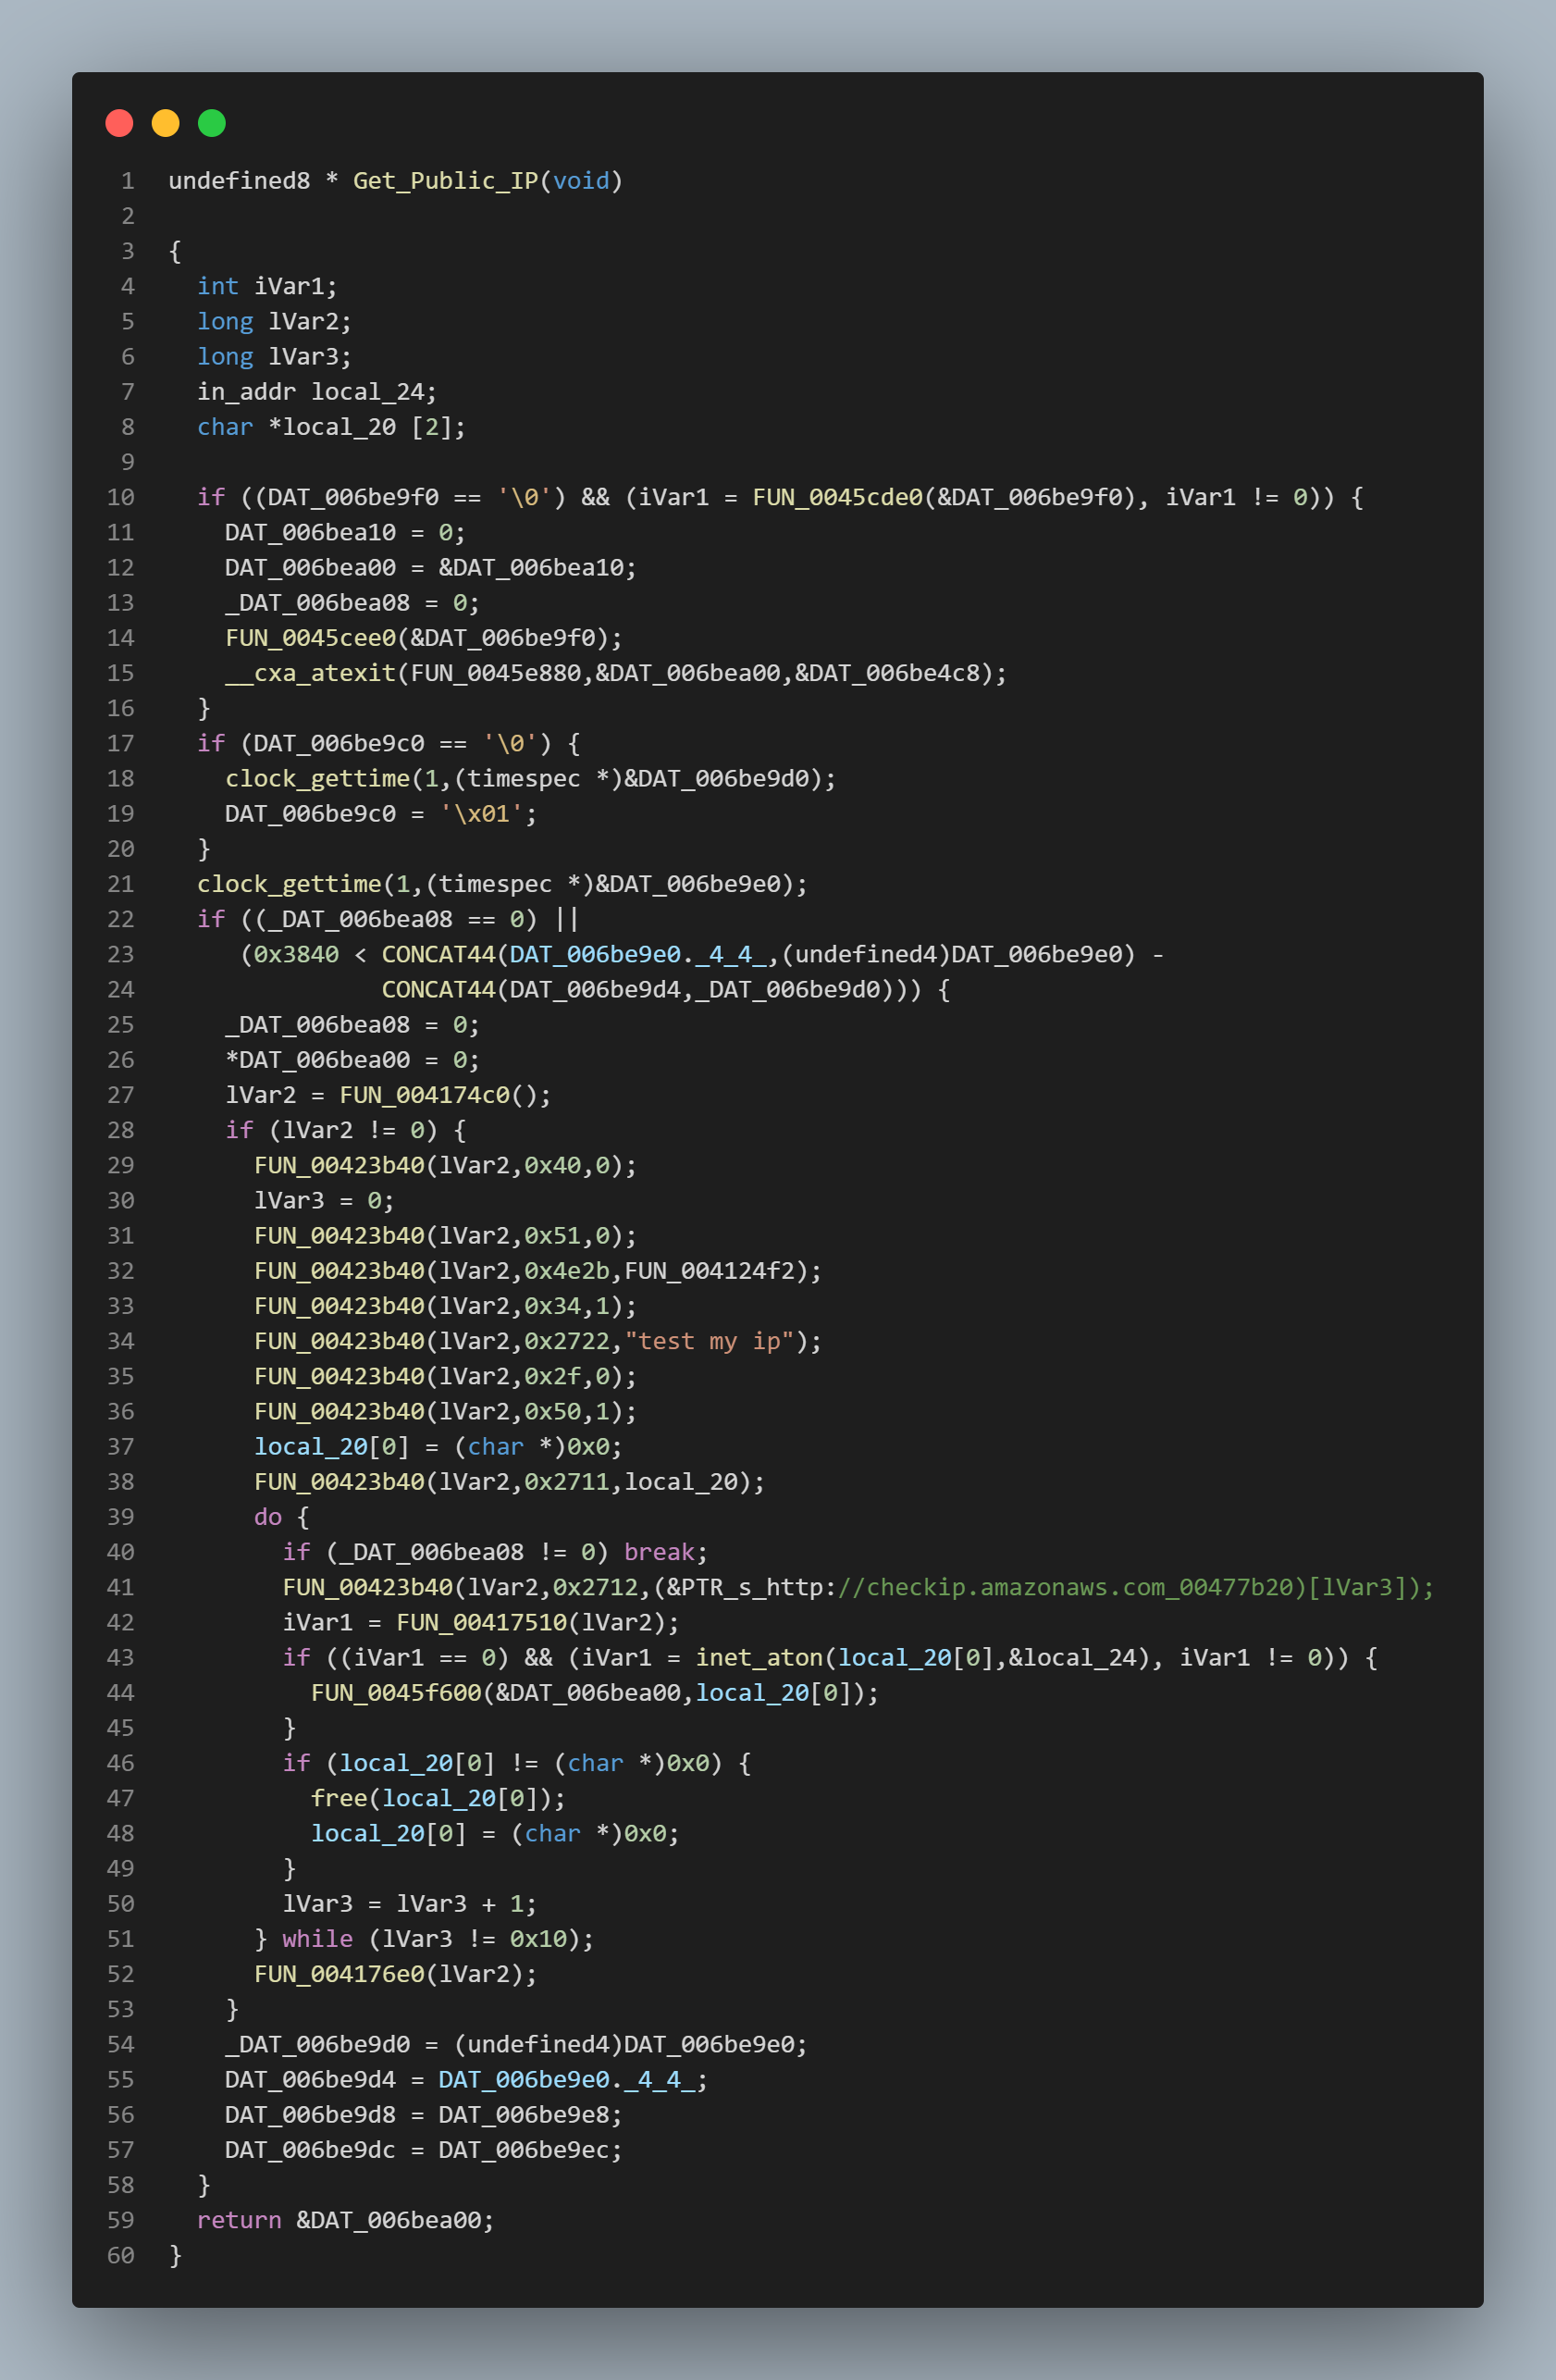 1 undefined8 * Get_Public_IP(void)
2
3 {
4   int iVar1;
5   long lVar2;
6   long lVar3;
7   in_addr local_24;
8   char *local_20 [2];
9
10   if ((DAT_006be9f0 == '\0') && (iVar1 = FUN_0045cde0(&DAT_006be9f0), iVar1 != 0)) {
11     DAT_006bea10 = 0;
12     DAT_006bea00 = &DAT_006bea10;
13     _DAT_006bea08 = 0;
14     FUN_0045cee0(&DAT_006be9f0);
15     __cxa_atexit(FUN_0045e880,&DAT_006bea00,&DAT_006be4c8);
16   }
17   if (DAT_006be9c0 == '\0') {
18     clock_gettime(1,(timespec *)&DAT_006be9d0);
19     DAT_006be9c0 = '\x01';
20   }
21   clock_gettime(1,(timespec *)&DAT_006be9e0);
22   if ((_DAT_006bea08 == 0) ||
23      (0x3840 < CONCAT44(DAT_006be9e0._4_4_,(undefined4)DAT_006be9e0) -
24                CONCAT44(DAT_006be9d4,_DAT_006be9d0))) {
25     _DAT_006bea08 = 0;
26     *DAT_006bea00 = 0;
27     lVar2 = FUN_004174c0();
28     if (lVar2 != 0) {
29       FUN_00423b40(lVar2,0x40,0);
30       lVar3 = 0;
31       FUN_00423b40(lVar2,0x51,0);
32       FUN_00423b40(lVar2,0x4e2b,FUN_004124f2);
33       FUN_00423b40(lVar2,0x34,1);
34       FUN_00423b40(lVar2,0x2722,"test my ip");
35       FUN_00423b40(lVar2,0x2f,0);
36       FUN_00423b40(lVar2,0x50,1);
37       local_20[0] = (char *)0x0;
38       FUN_00423b40(lVar2,0x2711,local_20);
39       do {
40         if (_DAT_006bea08 != 0) break;
41         FUN_00423b40(lVar2,0x2712,(&PTR_s_http://checkip.amazonaws.com_00477b20)[lVar3]);
42         iVar1 = FUN_00417510(lVar2);
43         if ((iVar1 == 0) && (iVar1 = inet_aton(local_20[0],&local_24), iVar1 != 0)) {
44           FUN_0045f600(&DAT_006bea00,local_20[0]);
45         }
46         if (local_20[0] != (char *)0x0) {
47           free(local_20[0]);
48           local_20[0] = (char *)0x0;
49         }
50         lVar3 = lVar3 + 1;
51       } while (lVar3 != 0x10);
52       FUN_004176e0(lVar2);
53     }
54     _DAT_006be9d0 = (undefined4)DAT_006be9e0;
55     DAT_006be9d4 = DAT_006be9e0._4_4_;
56     DAT_006be9d8 = DAT_006be9e8;
57     DAT_006be9dc = DAT_006be9ec;
58   }
59   return &DAT_006bea00;
60 }